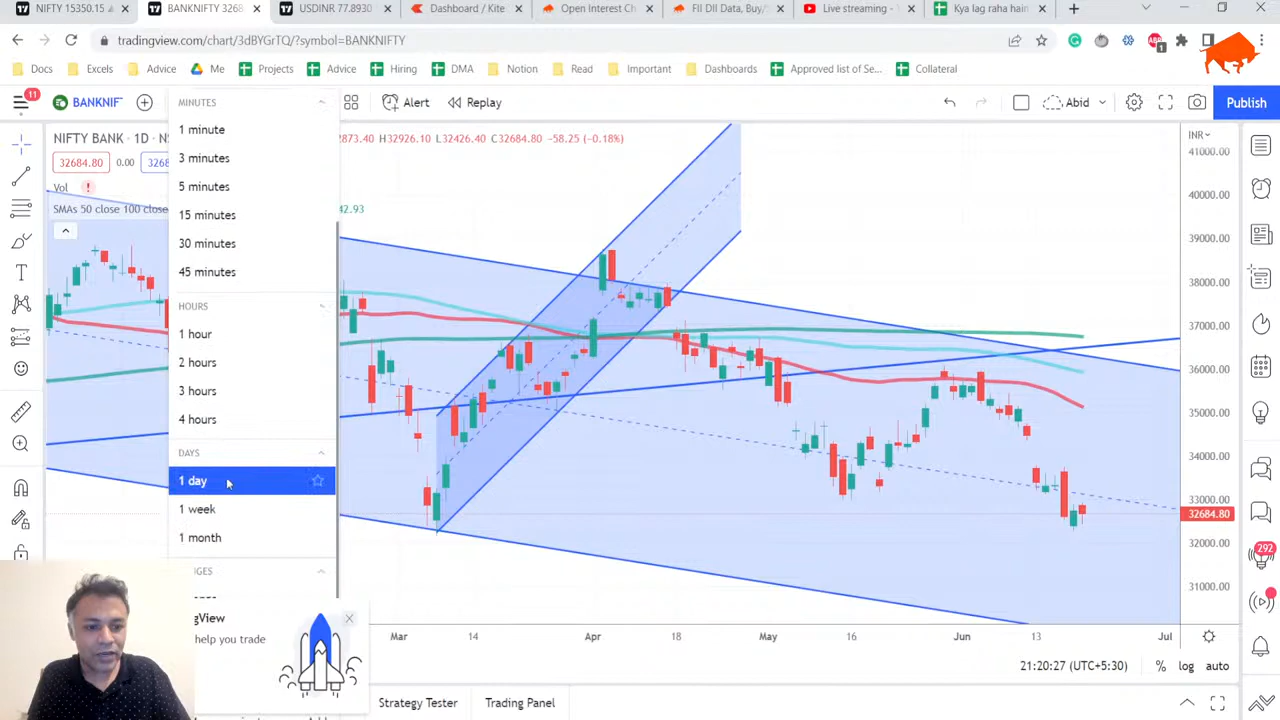 NIFTY 15350.15
BANKNIFTY 3268
USDINR 77.8930
Dashboard / Kite
Open Interest Ch
FII DII Data, Buy/S
Live streaming -
Kya lag raha hain
tradingview.com/chart/3dBYGrTQ/?symbol=BANKNIFTY
Docs
Excels
Advice
Me
Projects
Advice
Hiring
DMA
Notion
Read
Important
Dashboards
Approved list of Se...
Collateral
11
BANKNIF
MINUTES
Alert
Replay
Abid
Publish
NIFTY BANK · 1D · N
32873.40 H32926.10 L32426.40 C32684.80 −58.25 (−0.18%)
INR
32684.80
0.00
3268
Vol
SMAs 50 close 100 close
42.93
1 minute
3 minutes
5 minutes
15 minutes
30 minutes
45 minutes
HOURS
1 hour
2 hours
3 hours
4 hours
DAYS
1 day
1 week
1 month
NGES
41000.00
40000.00
39000.00
38000.00
37000.00
36000.00
35000.00
34000.00
33000.00
32684.80
32000.00
31000.00
292
gView
help you trade
Mar
14
Apr
18
May
16
Jun
13
Jul
21:20:27 (UTC+5:30)
%
log
auto
Strategy Tester
Trading Panel